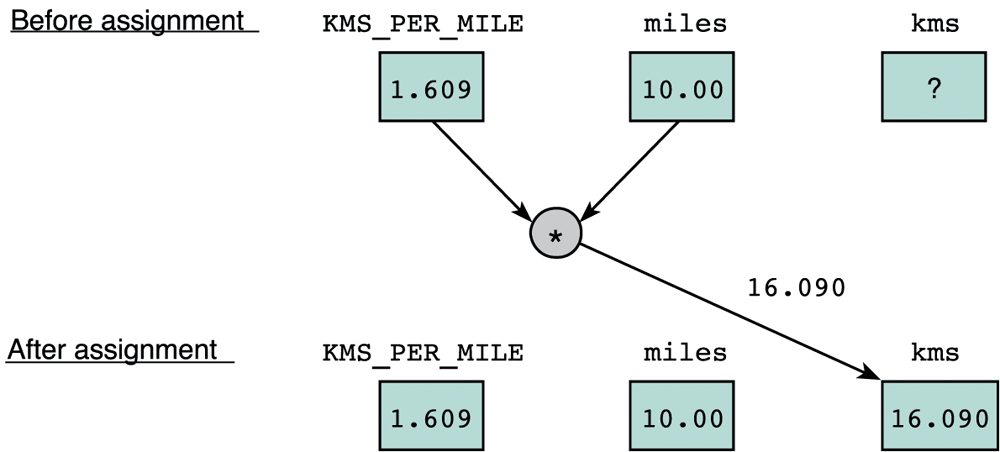 Before assignment KMS_PER_MILE miles kms
1.609 10.00 ?
*
16.090
After assignment KMS_PER_MILE miles kms
1.609 10.00 16.090